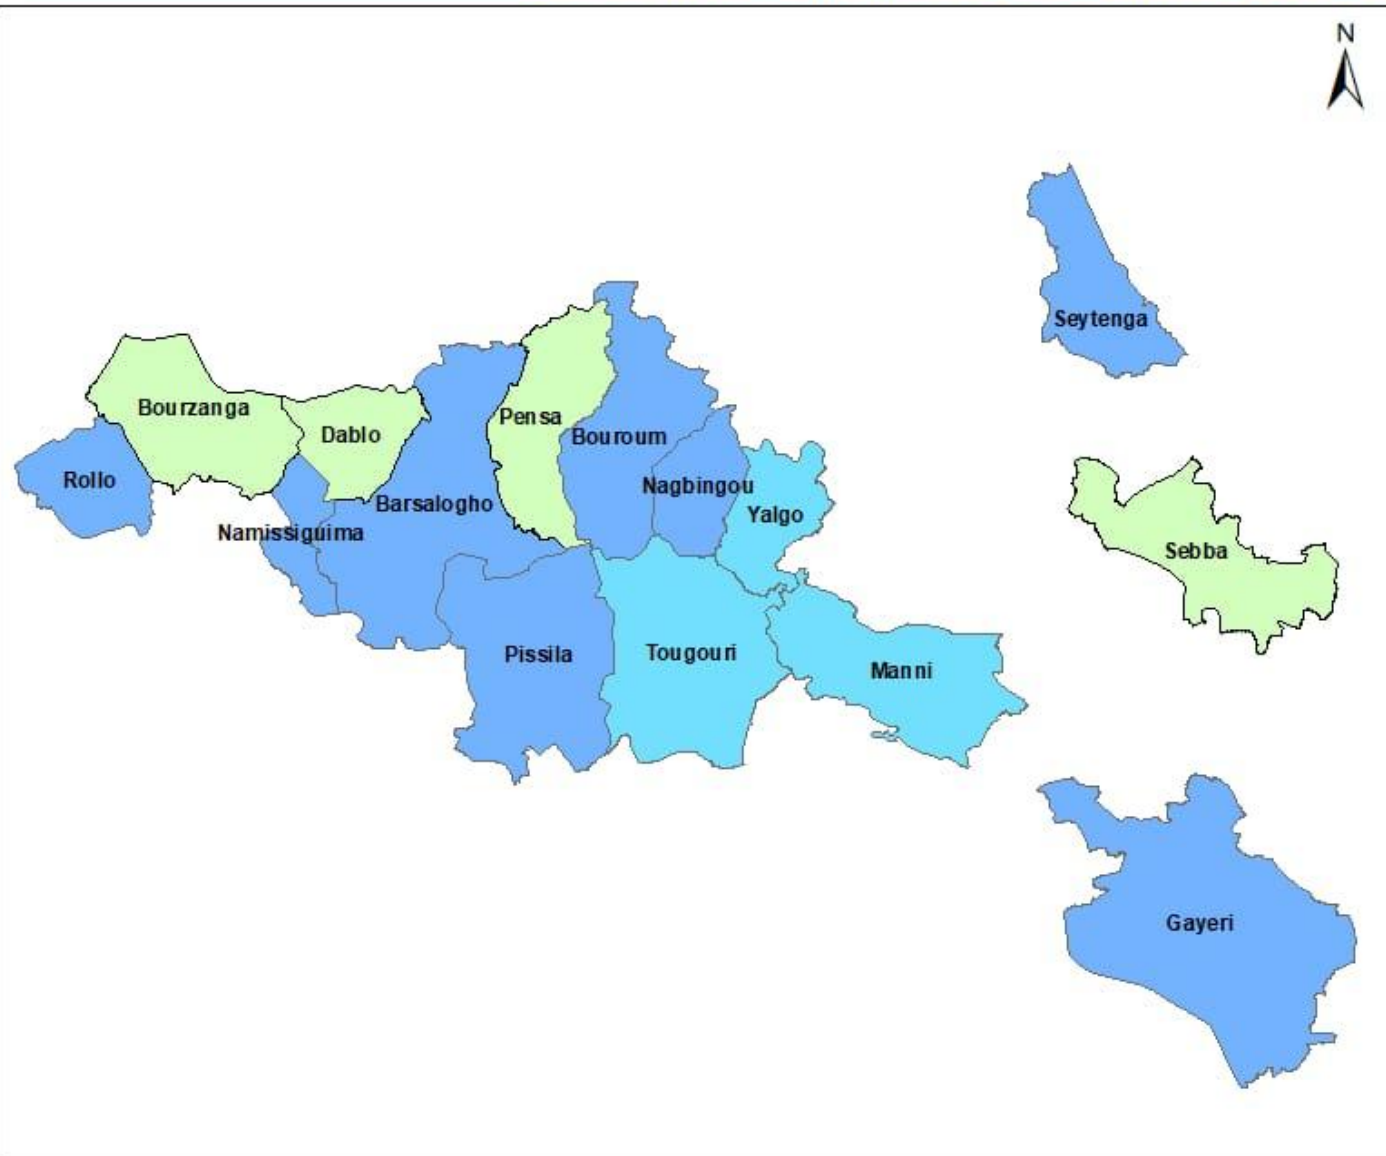 N
Seytenga
Bourzanga
Pensa
Dablo
Bouroum
Rollo
Nagbingou
Barsalogho
Yalgo
Namissiguima
Sebba
Tougouri
Pissila
Manni
Gayeri